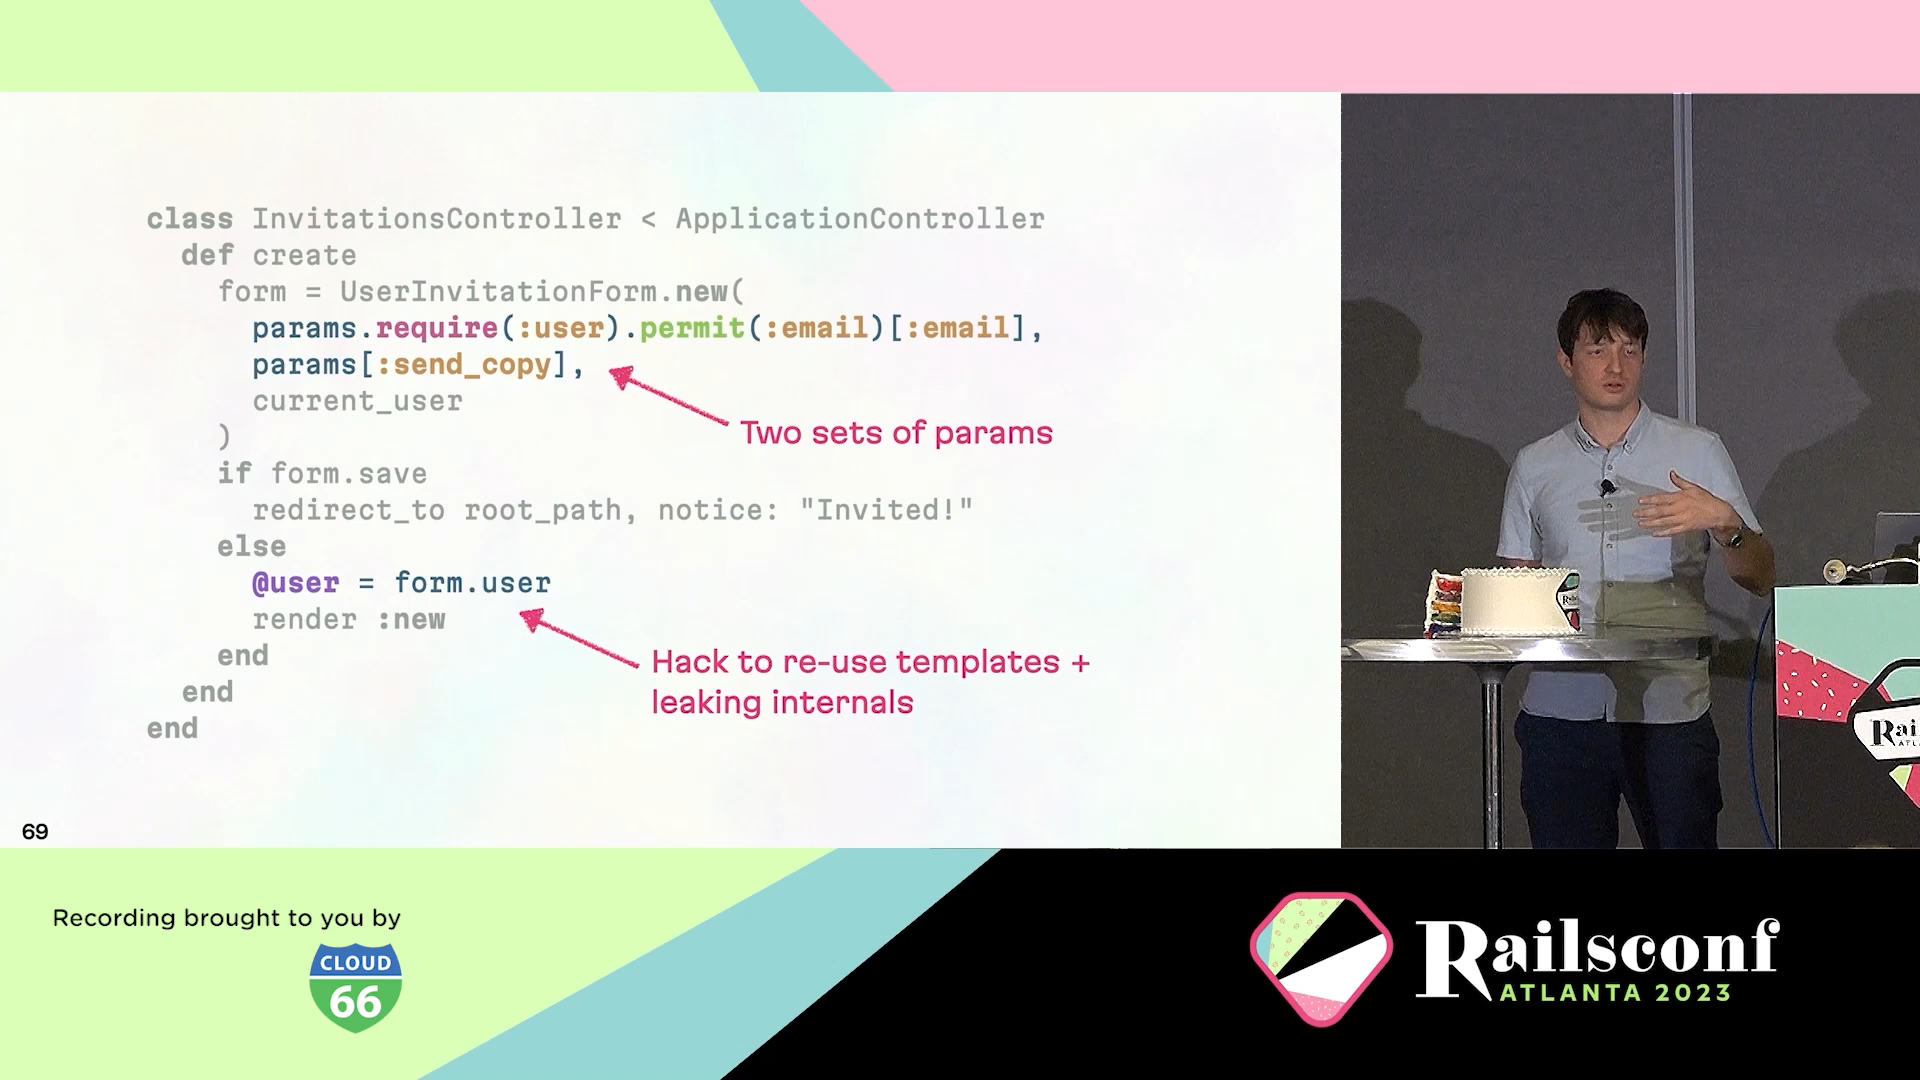 class InvitationsController < ApplicationController
def create
form = UserInvitationForm.new(
params.require(:user).permit(:email)[:email],
params[:send_copy],
current_user
)
Two sets of params
if form.save
redirect_to root_path, notice: "Invited!"
else
@user = form.user
render :new
Hack to re-use templates +
leaking internals
end
end
end
69
Recording brought to you by
CLOUD
66
Railsconf
ATLANTA 2023